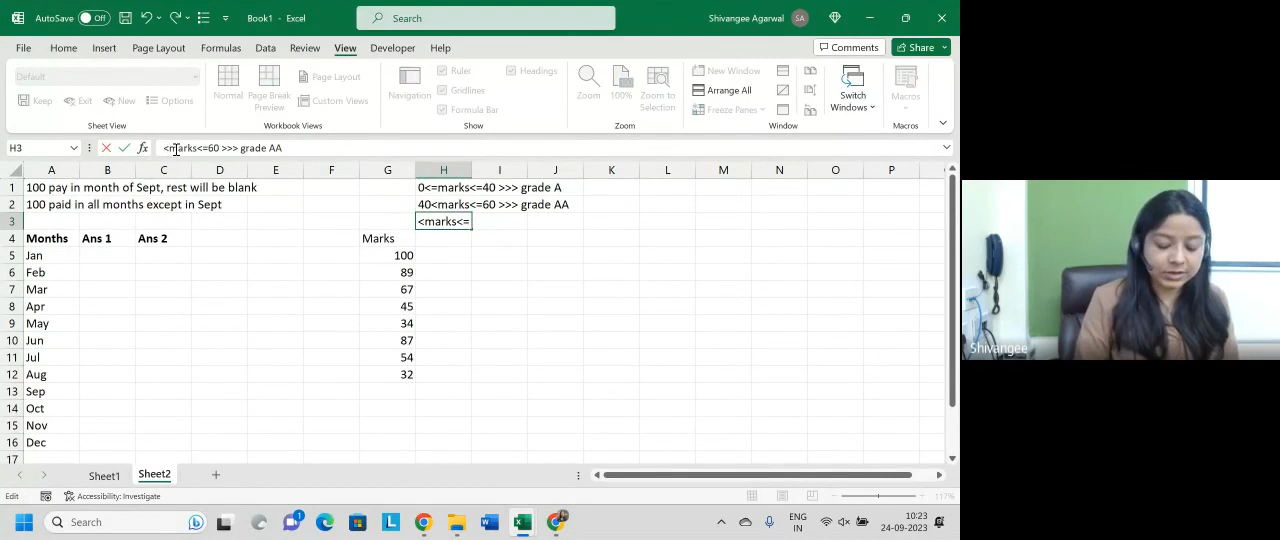 AutoSave Off Book1 - Excel Search Shivangee Agarwal SA
File Home Insert Page Layout Formulas Data Review View Developer Help Comments Share
Default
Keep Exit New Options
Sheet View
Normal Page Break Preview Page Layout Custom Views
Workbook Views
Navigation Ruler Gridlines Formula Bar Headings
Show
Zoom 100% Zoom to Selection
Zoom
New Window Arrange All Freeze Panes Switch Windows
Window
Macros
Macros
H3 fx <marks<=60 >>> grade AA
A B C D E F G H I J K L M N O P
1 100 pay in month of Sept, rest will be blank 0<=marks<=40 >>> grade A
2 100 paid in all months except in Sept 40<marks<=60 >>> grade AA
3 <marks<=
4 Months Ans 1 Ans 2 Marks
5 Jan 100
6 Feb 89
7 Mar 67
8 Apr 45
9 May 34
10 Jun 87
11 Jul 54
12 Aug 32
13 Sep
14 Oct
15 Nov
16 Dec
17
Sheet1 Sheet2
Edit Accessibility: Investigate 117%
Search ENG IN 10:23 24-09-2023
Shivangee